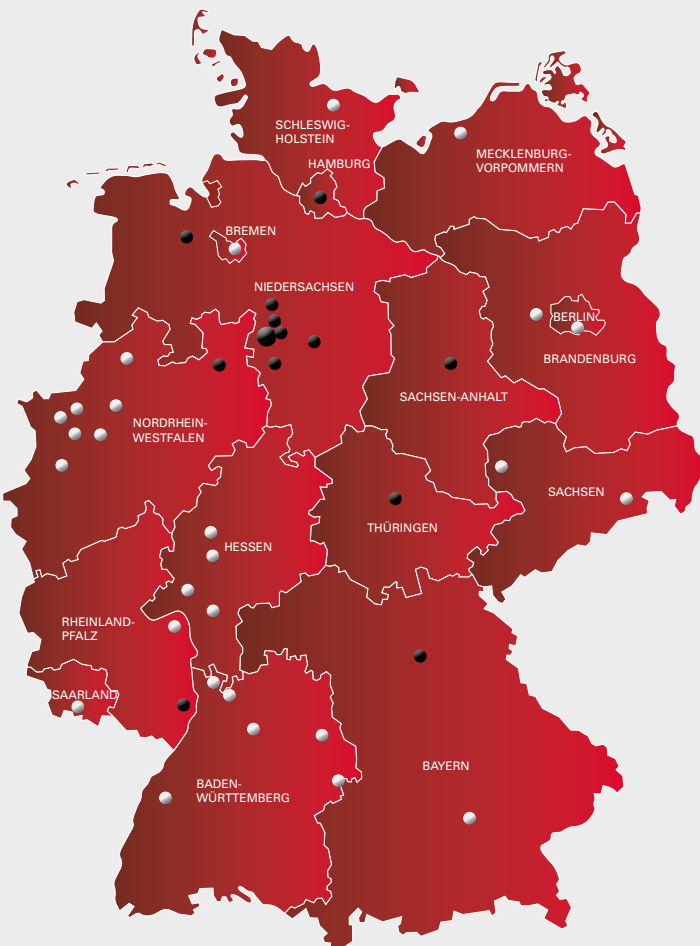 SCHLESWIG-
HOLSTEIN
HAMBURG
MECKLENBURG-
VORPOMMERN
BREMEN
NIEDERSACHSEN
BERLIN
BRANDENBURG
SACHSEN-ANHALT
NORDRHEIN-
WESTFALEN
SACHSEN
THÜRINGEN
HESSEN
RHEINLAND-
PFALZ
SAARLAND
BAYERN
BADEN-
WÜRTTEMBERG